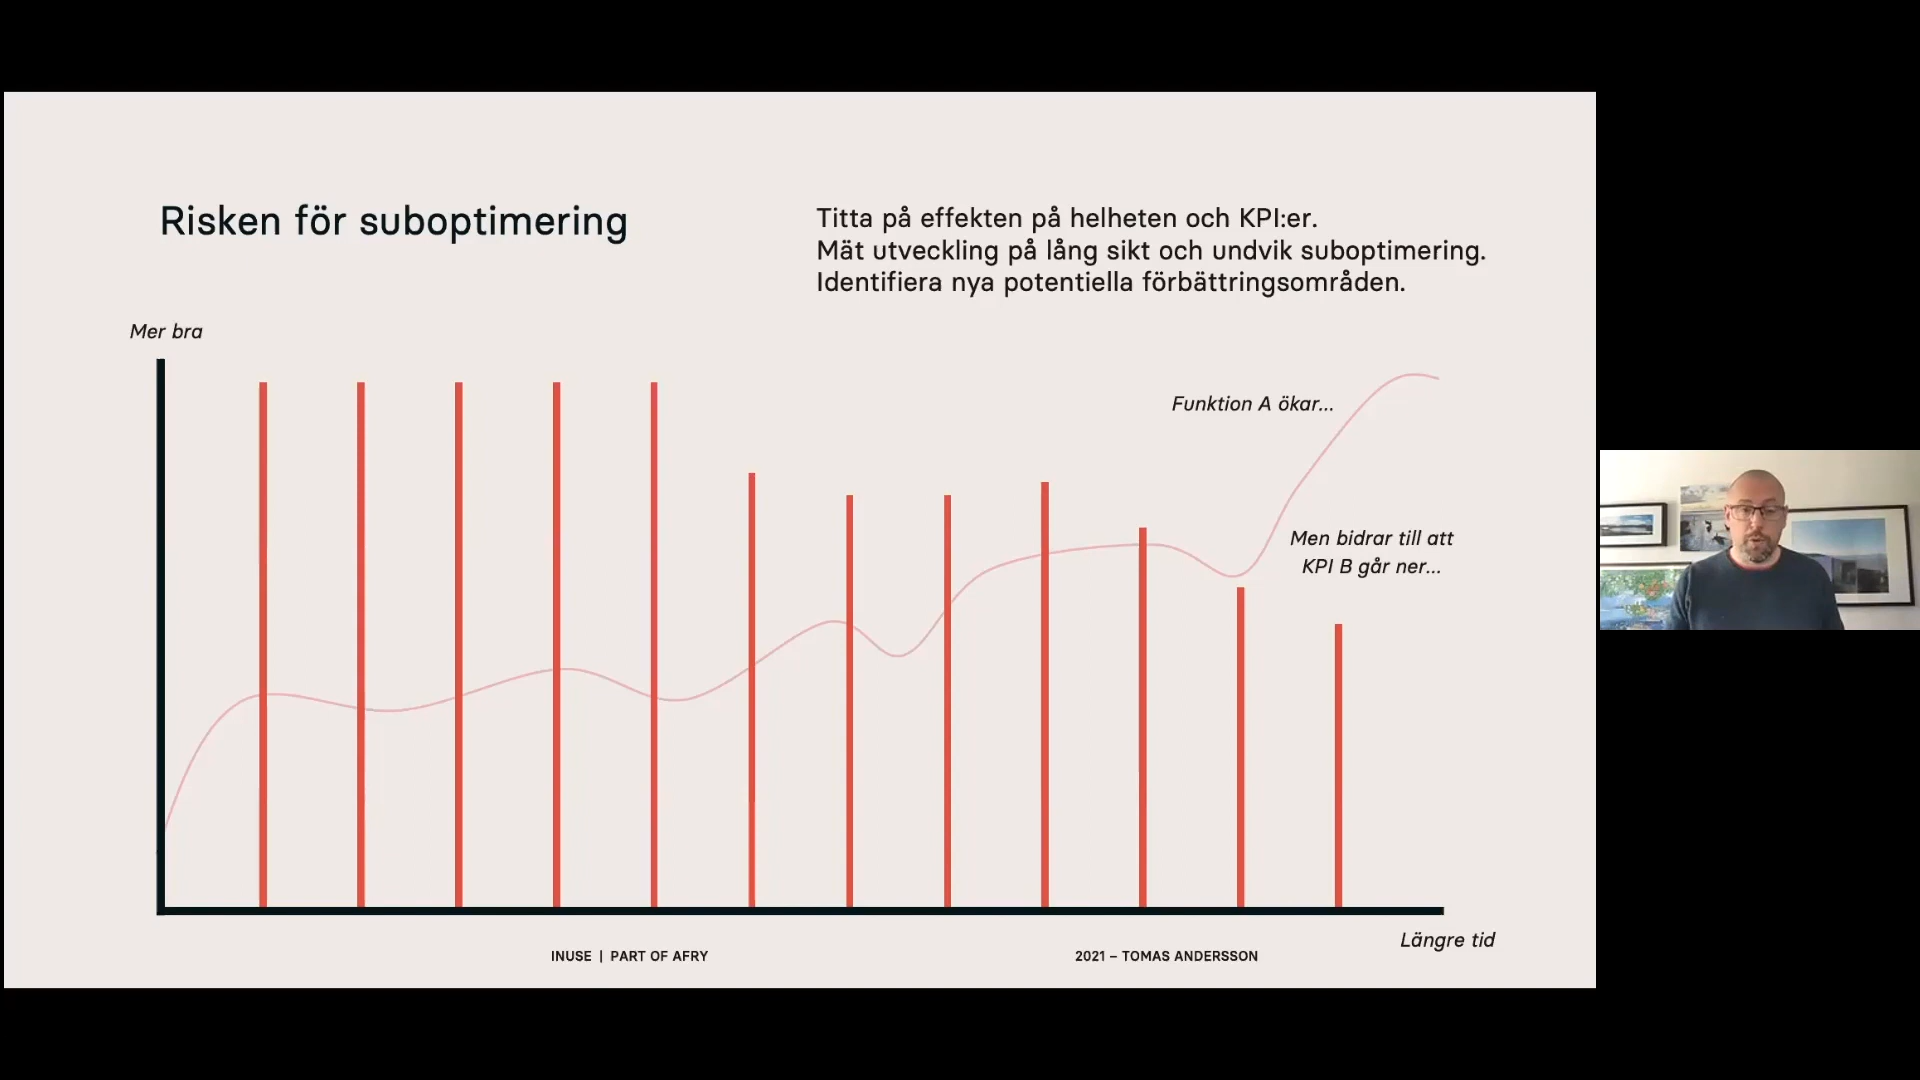 Risken för suboptimering
Titta på effekten på helheten och KPI:er.
Mät utveckling på lång sikt och undvik suboptimering.
Identifiera nya potentiella förbättringsområden.
Mer bra
Funktion A ökar...
Men bidrar till att
KPI B går ner...
Längre tid
INUSE | PART OF AFRY
2021 – TOMAS ANDERSSON